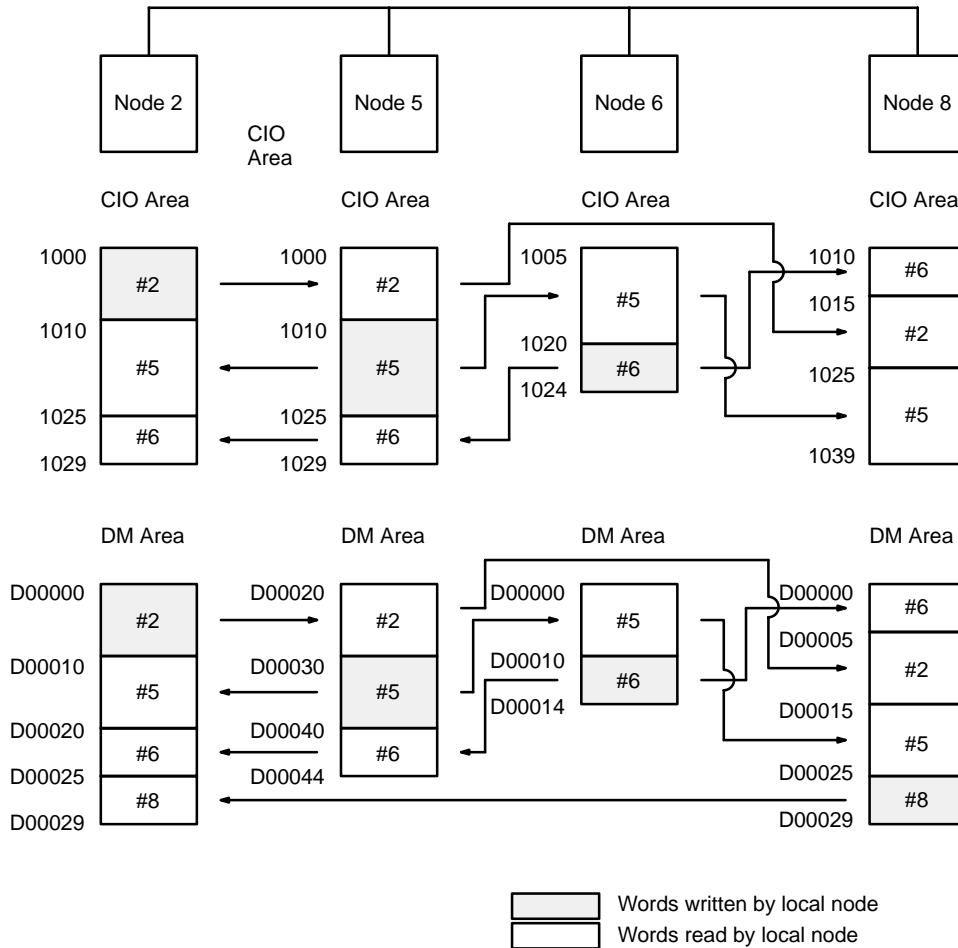 Node 2
Node 5
Node 6
Node 8
CIO
Area
CIO Area
CIO Area
CIO Area
CIO Area
1000
#2
1010
#5
1025
#6
1029
1000
#2
1010
#5
1025
#6
1029
1005
#5
1020
#6
1024
1010
#6
1015
#2
1025
#5
1039
DM Area
DM Area
DM Area
DM Area
D00000
#2
D00010
#5
D00020
#6
D00025
#8
D00029
D00020
#2
D00030
#5
D00040
#6
D00044
D00000
#5
D00010
#6
D00014
D00000
#6
D00005
#2
D00015
#5
D00025
#8
D00029
Words written by local node
Words read by local node